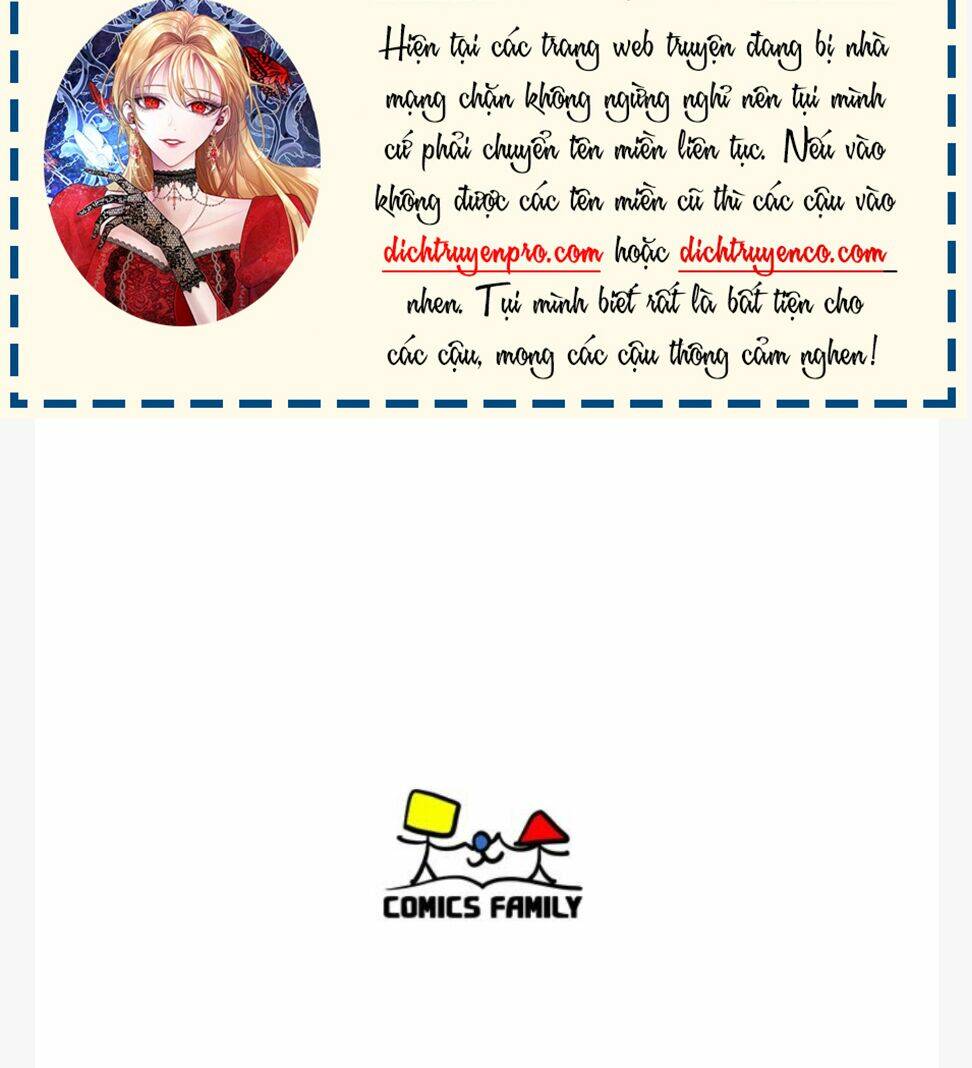 Hiện tại các trang web truyện đang bị nhà
mạng chặn không ngừng nghỉ nên tụi mình
cứ phải chuyển tên miền liên tục. Nếu vào
không được các tên miền cũ thì các cậu vào
dichtruyenpro.com hoặc dichtruyenco.com
nhen. Tụi mình biết rất là bất tiện cho
các cậu, mong các cậu thông cảm nghen!
COMICS FAMILY